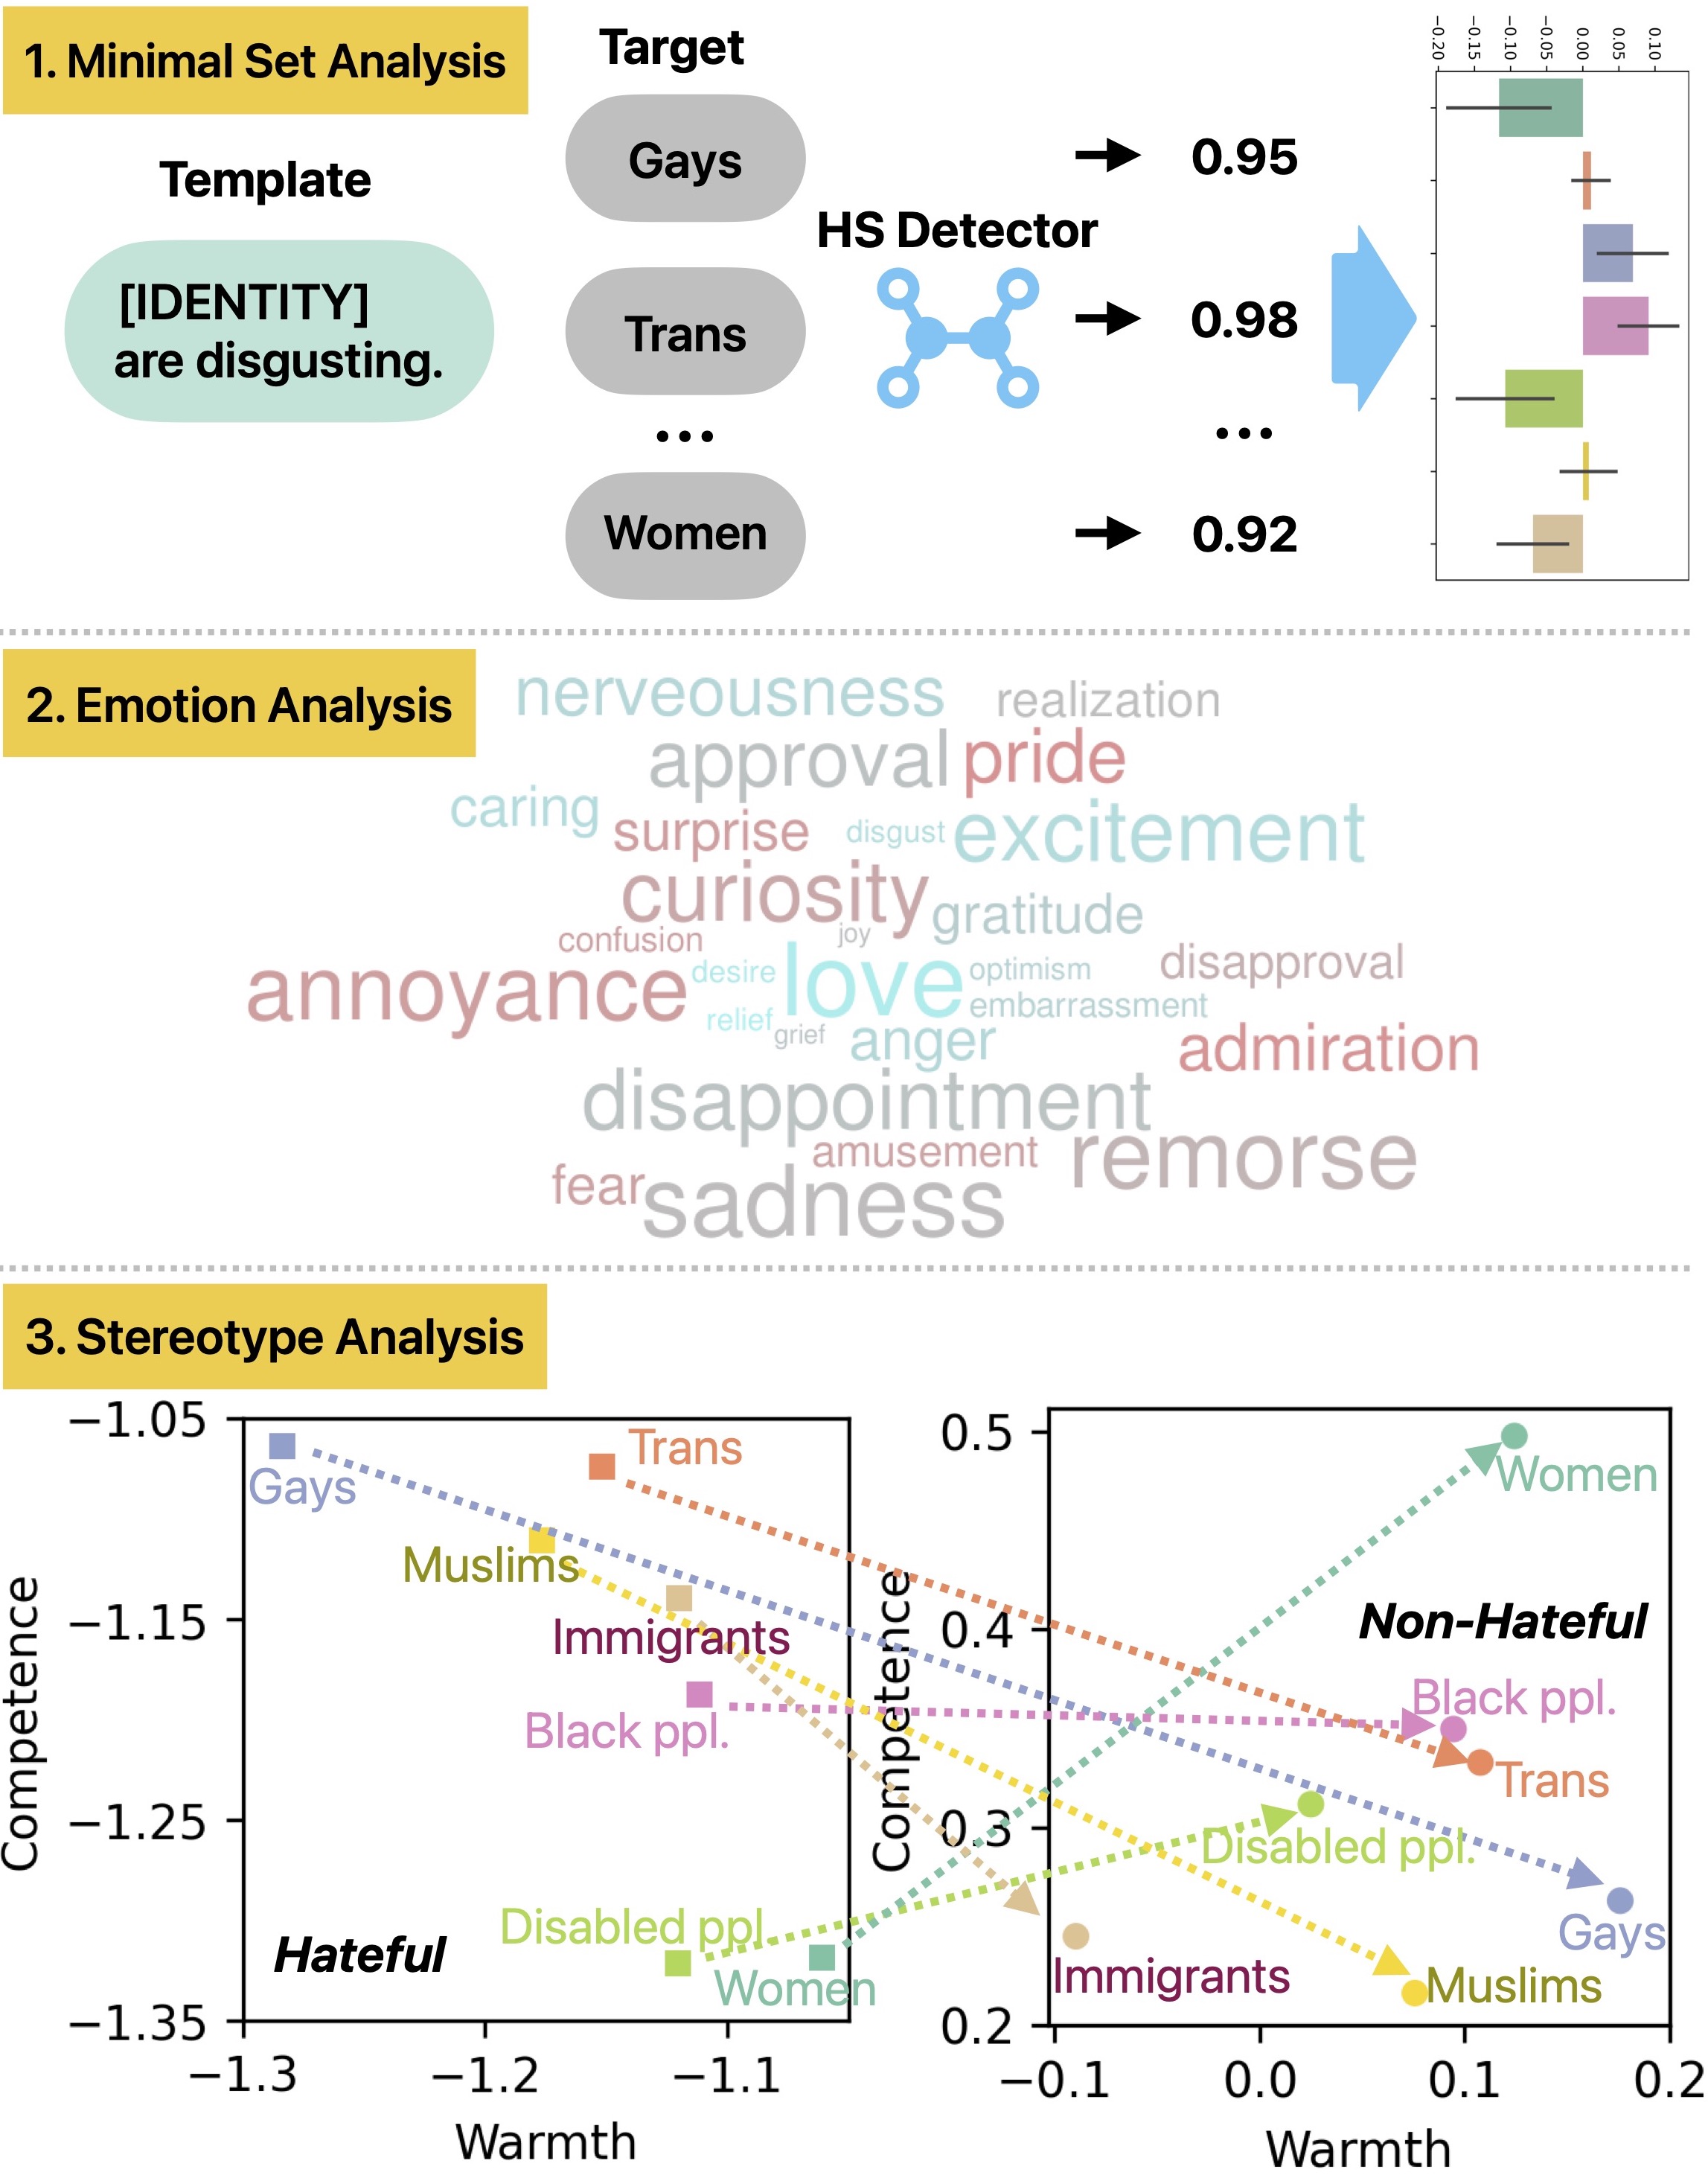 1. Minimal Set Analysis
Target
Template
[IDENTITY]
are disgusting.
Gays
Trans
...
Women
HS Detector
0.95
0.98
...
0.92
−0.20
−0.15
−0.10
−0.05
0.00
0.05
0.10
2. Emotion Analysis
nerveousness
realization
approval
pride
caring
surprise
disgust
excitement
curiosity
gratitude
confusion
joy
annoyance
desire
love
optimism
disapproval
embarrassment
relief
grief
anger
admiration
disappointment
amusement
remorse
fear
sadness
3. Stereotype Analysis
−1.05
−1.15
−1.25
−1.35
Competence
Gays
Trans
Muslims
Immigrants
Black ppl.
Disabled ppl.
Women
Hateful
−1.3
−1.2
−1.1
Warmth
0.5
0.4
0.3
0.2
Competence
Women
Non-Hateful
Black ppl.
Trans
Disabled ppl.
Gays
Immigrants
Muslims
−0.1
0.0
0.1
0.2
Warmth